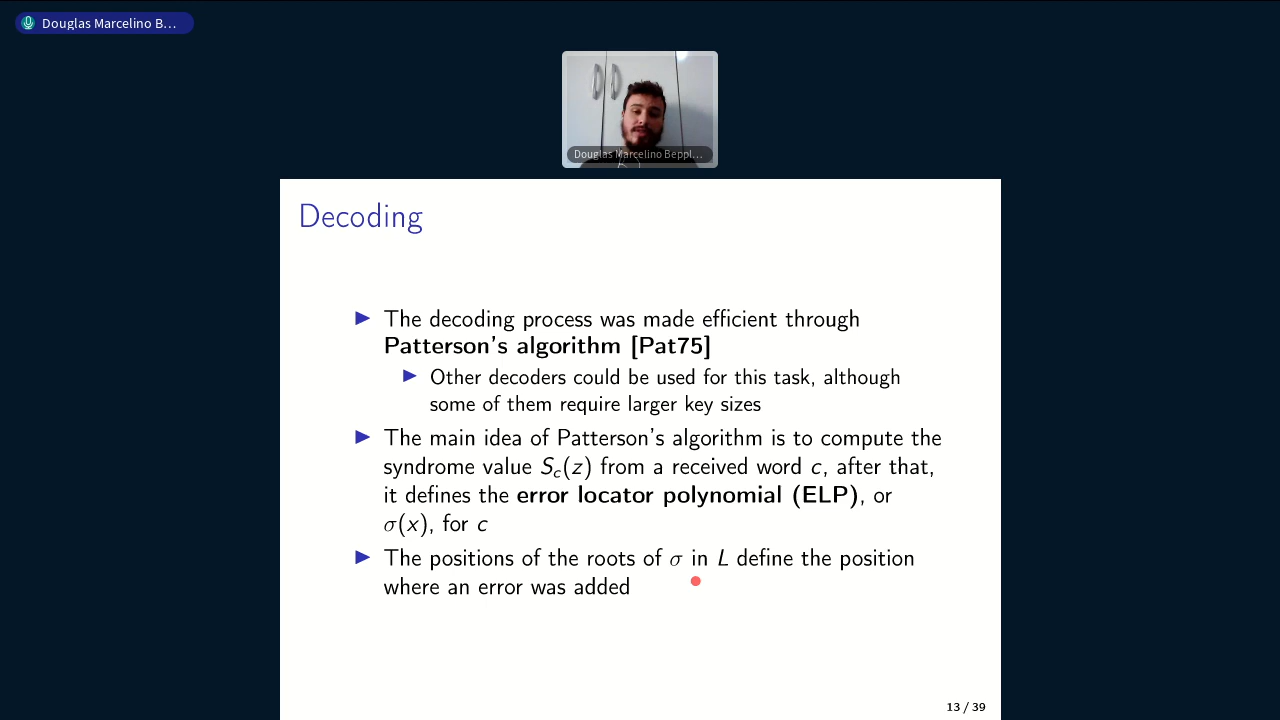 Douglas Marcelino B...
Douglas Marcelino Beppl...
Decoding
The decoding process was made efficient through
Patterson's algorithm [Pat75]
Other decoders could be used for this task, although
some of them require larger key sizes
The main idea of Patterson's algorithm is to compute the
syndrome value S_c(z) from a received word c, after that,
it defines the error locator polynomial (ELP), or
σ(x), for c
The positions of the roots of σ in L define the position
where an error was added
13 / 39